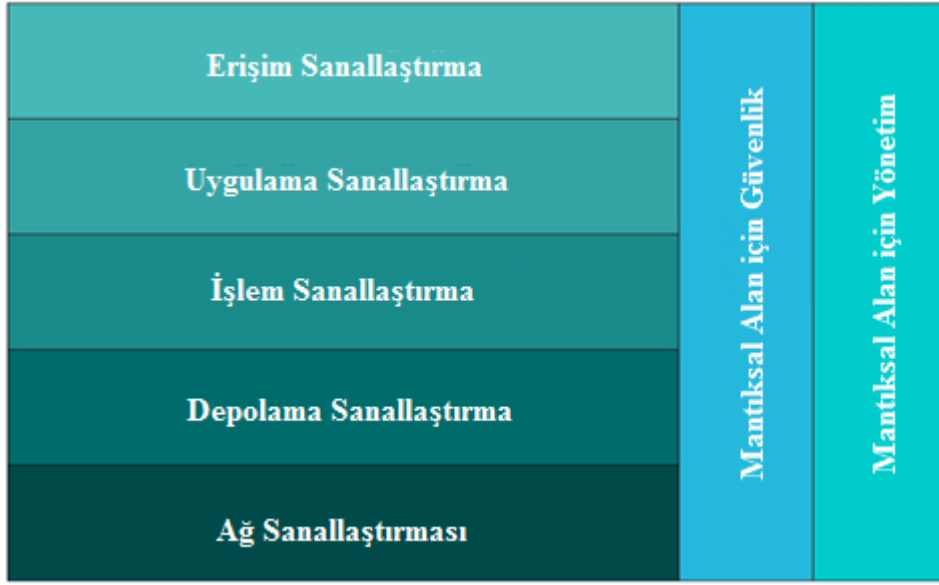 Erişim Sanallaştırma
Uygulama Sanallaştırma
İşlem Sanallaştırma
Depolama Sanallaştırma
Ağ Sanallaştırması
Mantıksal Alan için Güvenlik
Mantıksal Alan için Yönetim